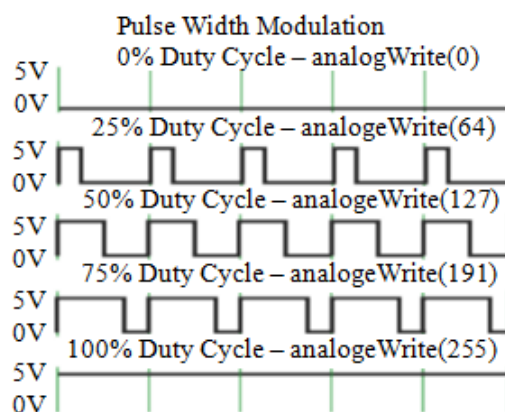 Pulse Width Modulation
0% Duty Cycle – analogWrite(0)
5V
0V
25% Duty Cycle – analogeWrite(64)
5V
0V
50% Duty Cycle – analogeWrite(127)
5V
0V
75% Duty Cycle – analogeWrite(191)
5V
0V
100% Duty Cycle – analogeWrite(255)
5V
0V